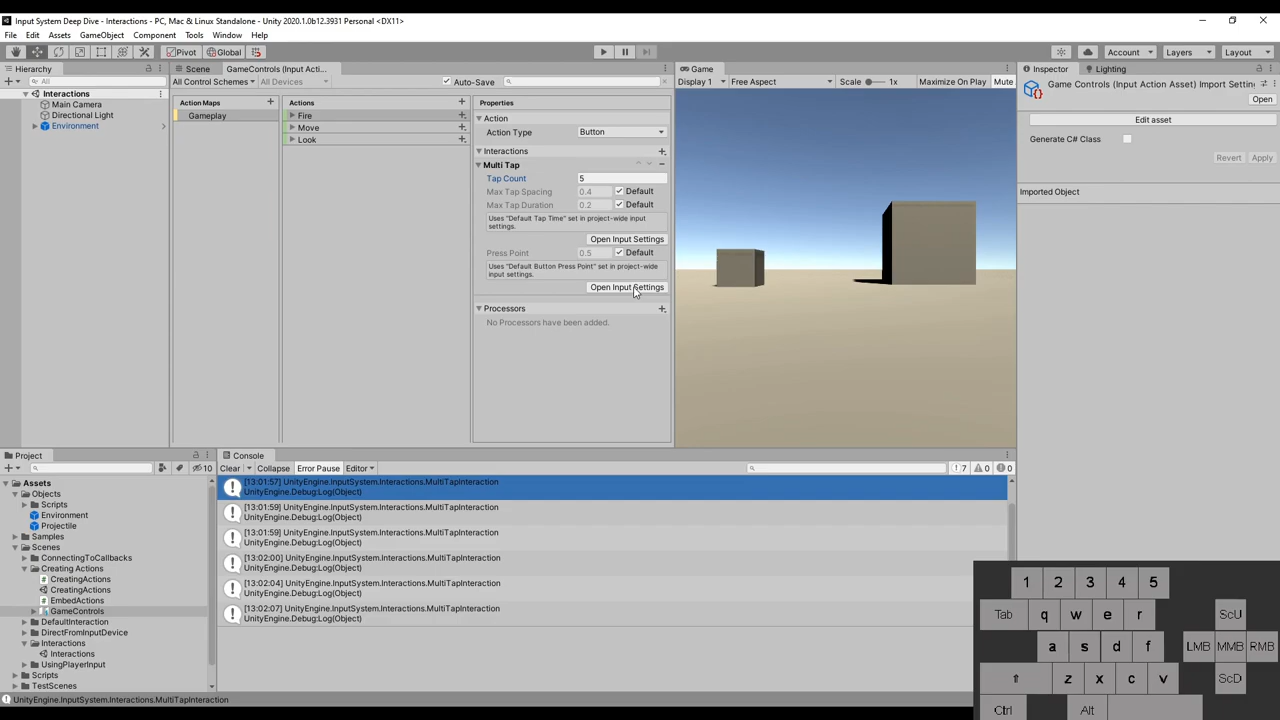 Input System Deep Dive - Interactions - PC, Mac & Linux Standalone - Unity 2020.1.0b12.3931 Personal <DX11>
File Edit Assets GameObject Component Tools Window Help
Pivot Global Account Layers Layout
Hierarchy
All
Interactions
Main Camera
Directional Light
Environment
Scene GameControls (Input Acti...
All Control Schemes All Devices Auto-Save
Action Maps
Gameplay
Actions
Fire
Move
Look
Properties
Action
Action Type Button
Interactions
Multi Tap
Tap Count 5
Max Tap Spacing 0.4 Default
Max Tap Duration 0.2 Default
Uses "Default Tap Time" set in project-wide input
settings.
Open Input Settings
Press Point 0.5 Default
Uses "Default Button Press Point" set in project-wide
input settings.
Open Input Settings
Processors
No Processors have been added.
Game
Display 1 Free Aspect Scale 1x Maximize On Play Mute
Inspector Lighting
Game Controls (Input Action Asset) Import Settin
Open
Edit asset
Generate C# Class
Revert Apply
Imported Object
Project
10
Assets
Objects
Scripts
Environment
Projectile
Samples
Scenes
ConnectingToCallbacks
Creating Actions
CreatingActions
CreatingActions
EmbedActions
GameControls
DefaultInteraction
DirectFromInputDevice
Interactions
Interactions
UsingPlayerInput
Scripts
TestScenes
Console
Clear Collapse Error Pause Editor 7 0 0
[13:01:57] UnityEngine.InputSystem.Interactions.MultiTapInteraction
UnityEngine.Debug:Log(Object)
[13:01:59] UnityEngine.InputSystem.Interactions.MultiTapInteraction
UnityEngine.Debug:Log(Object)
[13:01:59] UnityEngine.InputSystem.Interactions.MultiTapInteraction
UnityEngine.Debug:Log(Object)
[13:02:00] UnityEngine.InputSystem.Interactions.MultiTapInteraction
UnityEngine.Debug:Log(Object)
[13:02:04] UnityEngine.InputSystem.Interactions.MultiTapInteraction
UnityEngine.Debug:Log(Object)
[13:02:07] UnityEngine.InputSystem.Interactions.MultiTapInteraction
UnityEngine.Debug:Log(Object)
UnityEngine.InputSystem.Interactions.MultiTapInteraction
1 2 3 4 5
Tab q w e r ScU
a s d f LMB MMB RMB
⇧ z x c v ScD
Ctrl Alt